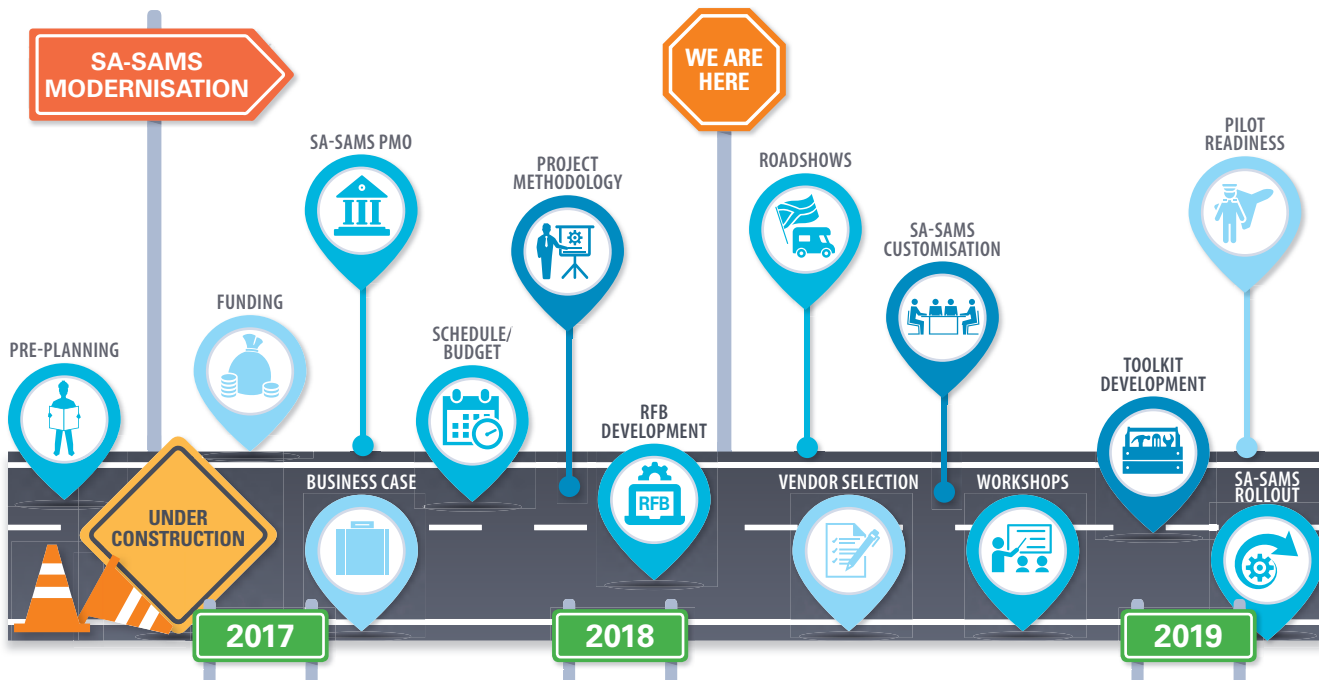 SA-SAMS
MODERNISATION
WE ARE
HERE
PRE-PLANNING
FUNDING
SA-SAMS PMO
BUSINESS CASE
SCHEDULE/
BUDGET
PROJECT
METHODOLOGY
RFB
DEVELOPMENT
RFB
ROADSHOWS
VENDOR SELECTION
SA-SAMS
CUSTOMISATION
WORKSHOPS
TOOLKIT
DEVELOPMENT
PILOT
READINESS
SA-SAMS
ROLLOUT
UNDER
CONSTRUCTION
2017
2018
2019